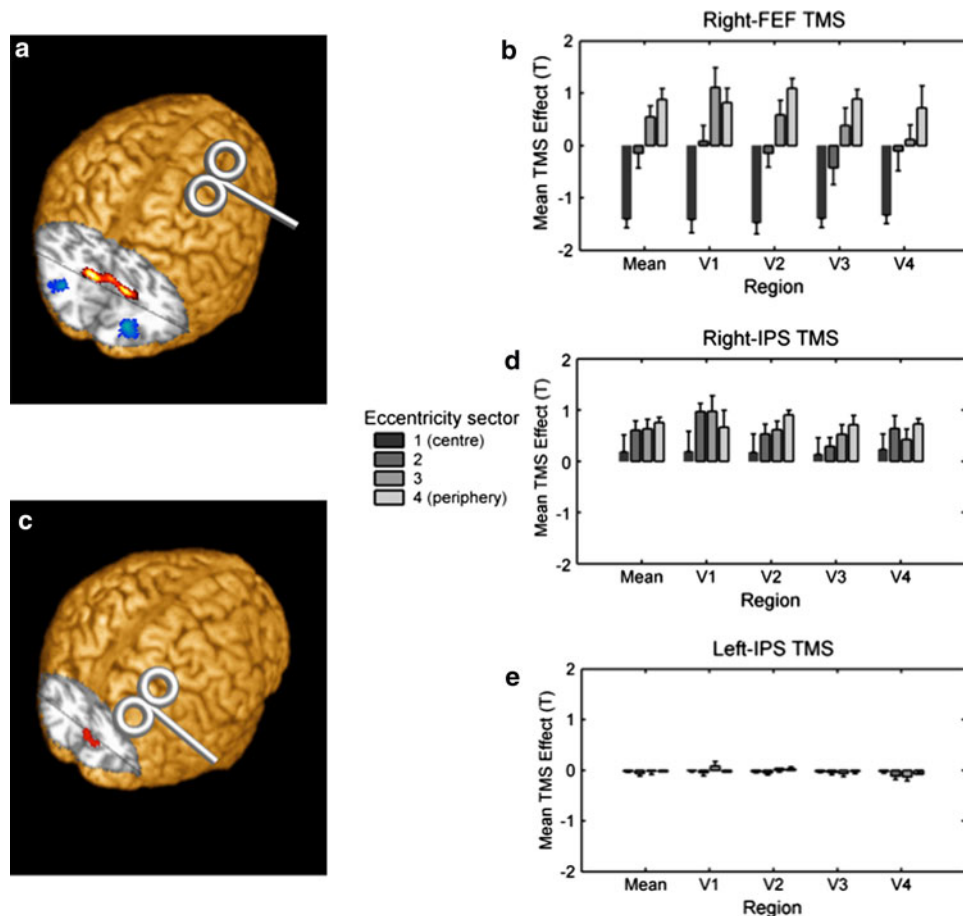 a
b
Right-FEF TMS
Mean TMS Effect (T)
2
1
0
-1
-2
Mean V1 V2 V3 V4
Region
Eccentricity sector
1 (centre)
2
3
4 (periphery)
d
Right-IPS TMS
Mean TMS Effect (T)
2
1
0
-1
-2
Mean V1 V2 V3 V4
Region
c
e
Left-IPS TMS
Mean TMS Effect (T)
2
1
0
-1
-2
Mean V1 V2 V3 V4
Region